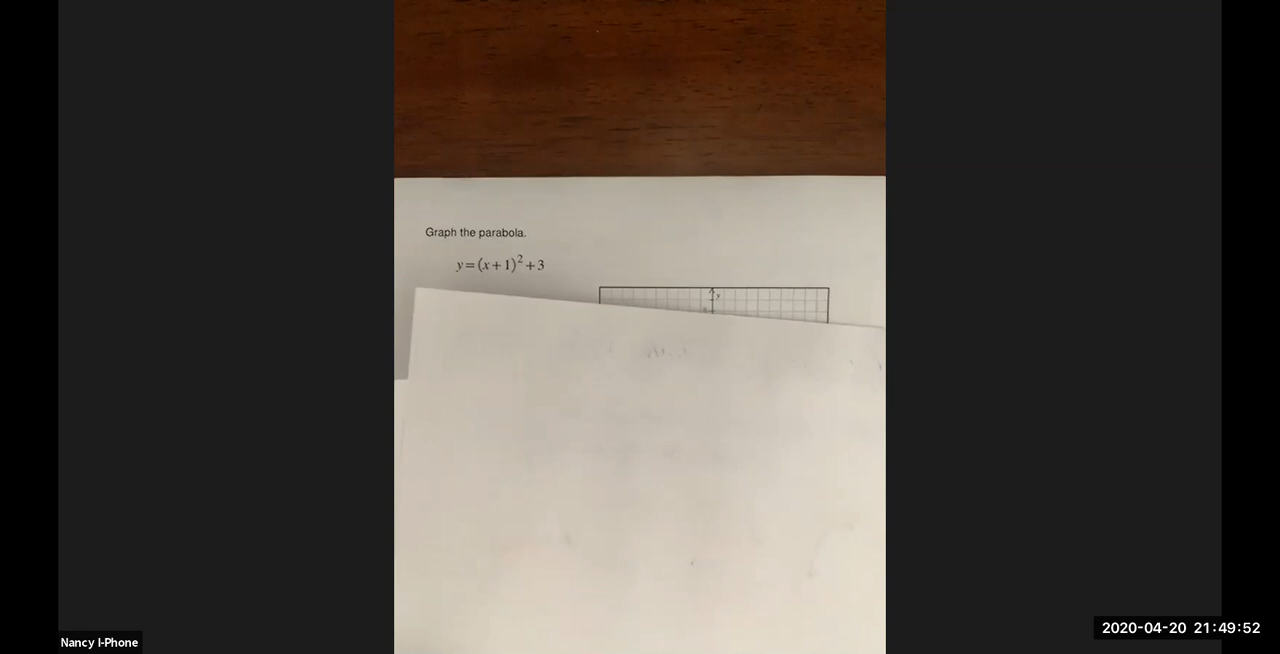 Graph the parabola.
y=(x+1)²+3
y
Nancy I-Phone
2020-04-20 21:49:52